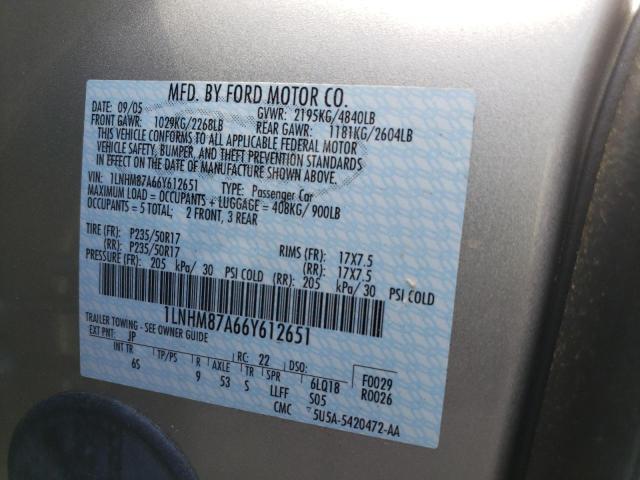 MFD. BY FORD MOTOR CO.
DATE: 09/05 GVWR: 2195KG/4840LB
FRONT GAWR: 1029KG/2268LB REAR GAWR: 1181KG/2604LB
THIS VEHICLE CONFORMS TO ALL APPLICABLE FEDERAL MOTOR
VEHICLE SAFETY, BUMPER, AND THEFT PREVENTION STANDARDS
IN EFFECT ON THE DATE OF MANUFACTURE SHOWN ABOVE.
VIN: 1LNHM87A66Y612651 TYPE: Passenger Car
MAXIMUM LOAD = OCCUPANTS + LUGGAGE = 408KG/ 900LB
OCCUPANTS = 5 TOTAL; 2 FRONT, 3 REAR
TIRE (FR): P235/50R17 RIMS (FR): 17X7.5
(RR): P235/50R17 (RR): 17X7.5
PRESSURE (FR): 205 kPa/ 30 PSI COLD (RR): 205 kPa/ 30 PSI COLD
1LNHM87A66Y612651
TRAILER TOWING - SEE OWNER GUIDE
EXT PNT: JP RC: 22 DSO: F0029
INT TR TP/PS R AXLE TR SPR 6LQ18 R0026
6S 9 53 S LLFF S05
CMC 5U5A-5420472-AA